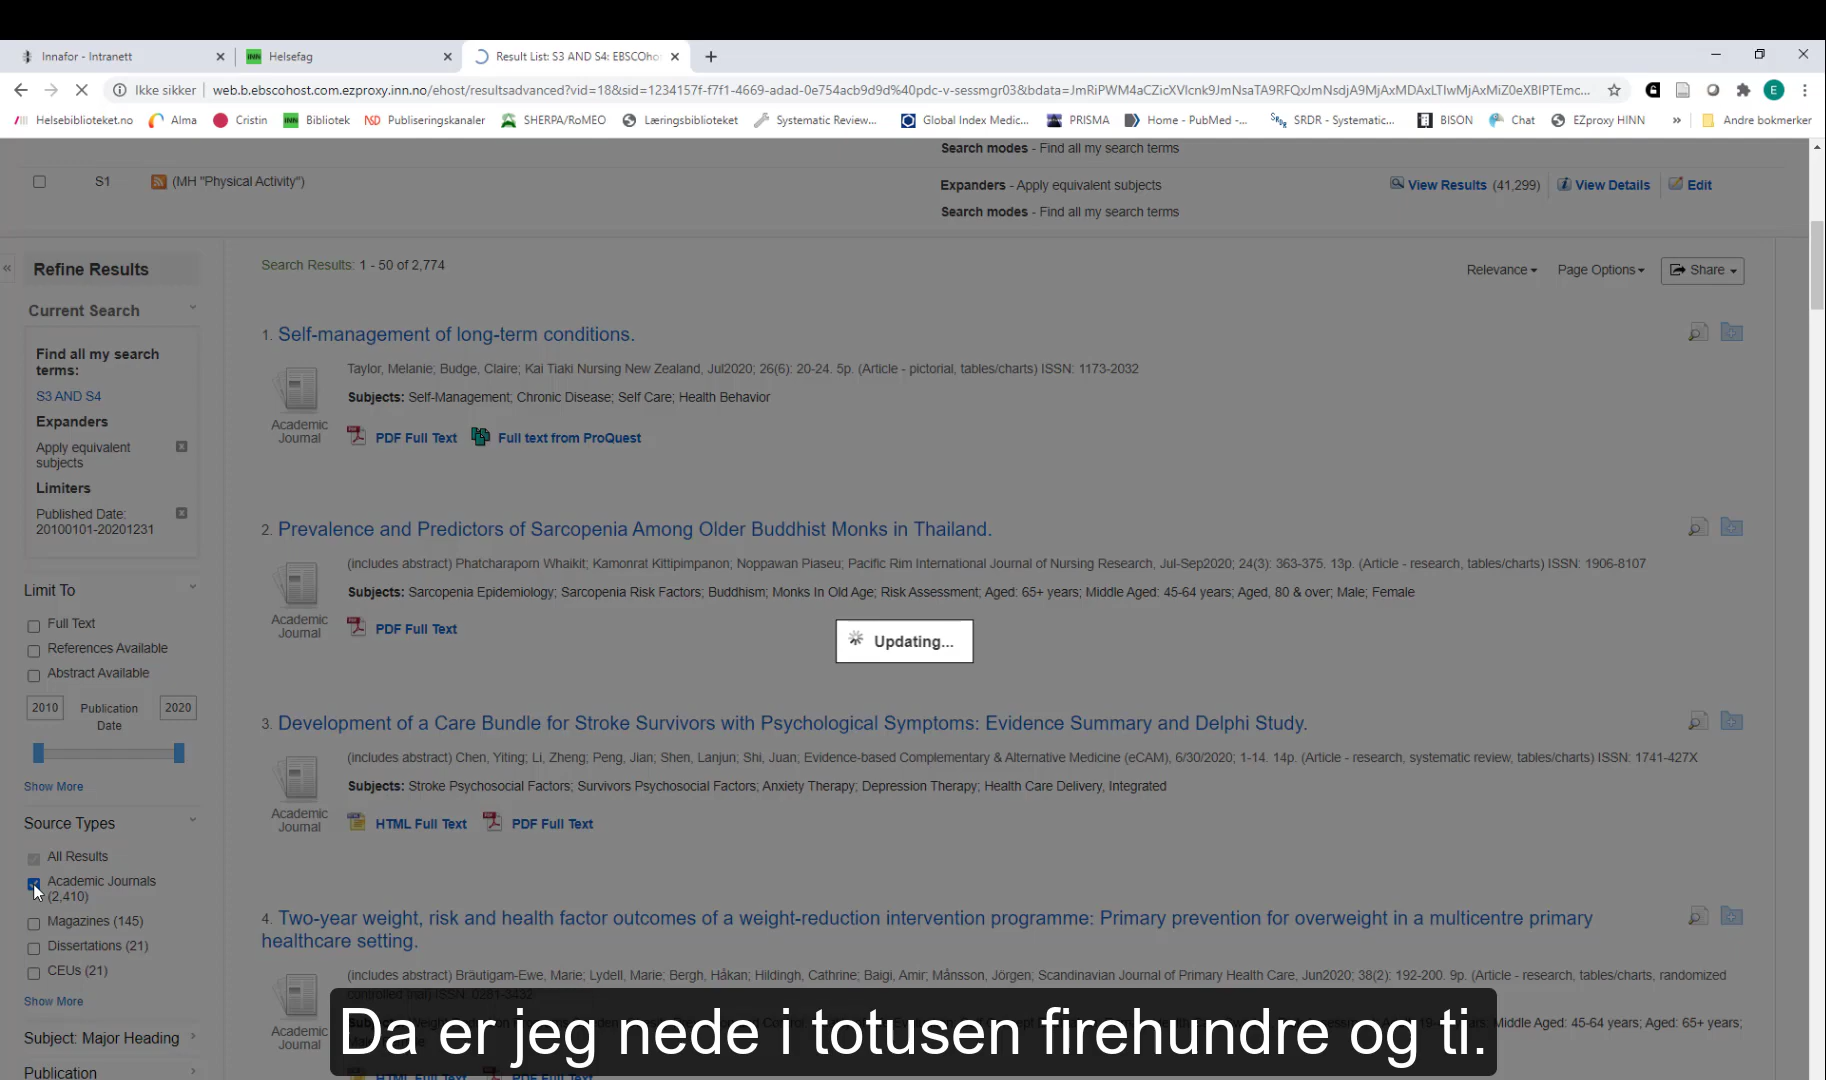 Innafor - Intranett
Helsefag
Result List: S3 AND S4: EBSCOho
Ikke sikker
web.b.ebscohost.com.ezproxy.inn.no/ehost/resultsadvanced?vid=18&sid=1234157f-f7f1-4669-adad-0e754acb9d9d%40pdc-v-sessmgr03&bdata=JmRiPWM4aCZicXVlcnk9JmNsaTA9RFQxJmNsdjA9MjAxMDAxLTIwMjAxMiZ0eXBlPTEmc...
Helsebiblioteket.no Alma Cristin Bibliotek Publiseringskanaler SHERPA/RoMEO Læringsbiblioteket Systematic Review... Global Index Medic... PRISMA Home - PubMed -... SRDR - Systematic... BISON Chat EZproxy HINN » Andre bokmerker
Search modes - Find all my search terms
S1 (MH "Physical Activity")
Expanders - Apply equivalent subjects
Search modes - Find all my search terms
View Results (41,299) View Details Edit
Refine Results
Current Search
Find all my search
terms:
S3 AND S4
Expanders
Apply equivalent
subjects
Limiters
Published Date:
20100101-20201231
Limit To
Full Text
References Available
Abstract Available
2010 Publication 2020
Date
Show More
Source Types
All Results
Academic Journals
(2,410)
Magazines (145)
Dissertations (21)
CEUs (21)
Show More
Subject: Major Heading
Publication
Search Results: 1 - 50 of 2,774
Relevance Page Options Share
1. Self-management of long-term conditions.
Taylor, Melanie; Budge, Claire; Kai Tiaki Nursing New Zealand, Jul2020; 26(6): 20-24. 5p. (Article - pictorial, tables/charts) ISSN: 1173-2032
Subjects: Self-Management; Chronic Disease; Self Care; Health Behavior
Academic
Journal
PDF Full Text Full text from ProQuest
2. Prevalence and Predictors of Sarcopenia Among Older Buddhist Monks in Thailand.
(includes abstract) Phatcharaporn Whaikit; Kamonrat Kittipimpanon; Noppawan Piaseu; Pacific Rim International Journal of Nursing Research, Jul-Sep2020; 24(3): 363-375. 13p. (Article - research, tables/charts) ISSN: 1906-8107
Subjects: Sarcopenia Epidemiology; Sarcopenia Risk Factors; Buddhism; Monks In Old Age; Risk Assessment; Aged: 65+ years; Middle Aged: 45-64 years; Aged, 80 & over; Male; Female
Academic
Journal
PDF Full Text
Updating...
3. Development of a Care Bundle for Stroke Survivors with Psychological Symptoms: Evidence Summary and Delphi Study.
(includes abstract) Chen, Yiting; Li, Zheng; Peng, Jian; Shen, Lanjun; Shi, Juan; Evidence-based Complementary & Alternative Medicine (eCAM), 6/30/2020; 1-14. 14p. (Article - research, systematic review, tables/charts) ISSN: 1741-427X
Subjects: Stroke Psychosocial Factors; Survivors Psychosocial Factors; Anxiety Therapy; Depression Therapy; Health Care Delivery, Integrated
Academic
Journal
HTML Full Text PDF Full Text
4. Two-year weight, risk and health factor outcomes of a weight-reduction intervention programme: Primary prevention for overweight in a multicentre primary
healthcare setting.
(includes abstract) Bräutigam-Ewe, Marie; Lydell, Marie; Bergh, Håkan; Hildingh, Cathrine; Baigi, Amir; Månsson, Jörgen; Scandinavian Journal of Primary Health Care, Jun2020; 38(2): 192-200. 9p. (Article - research, tables/charts, randomized
controlled trial) ISSN: 0281-3432
Middle Aged: 45-64 years; Aged: 65+ years;
Academic
Journal
HTML Full Text PDF Full Text
Da er jeg nede i totusen firehundre og ti.